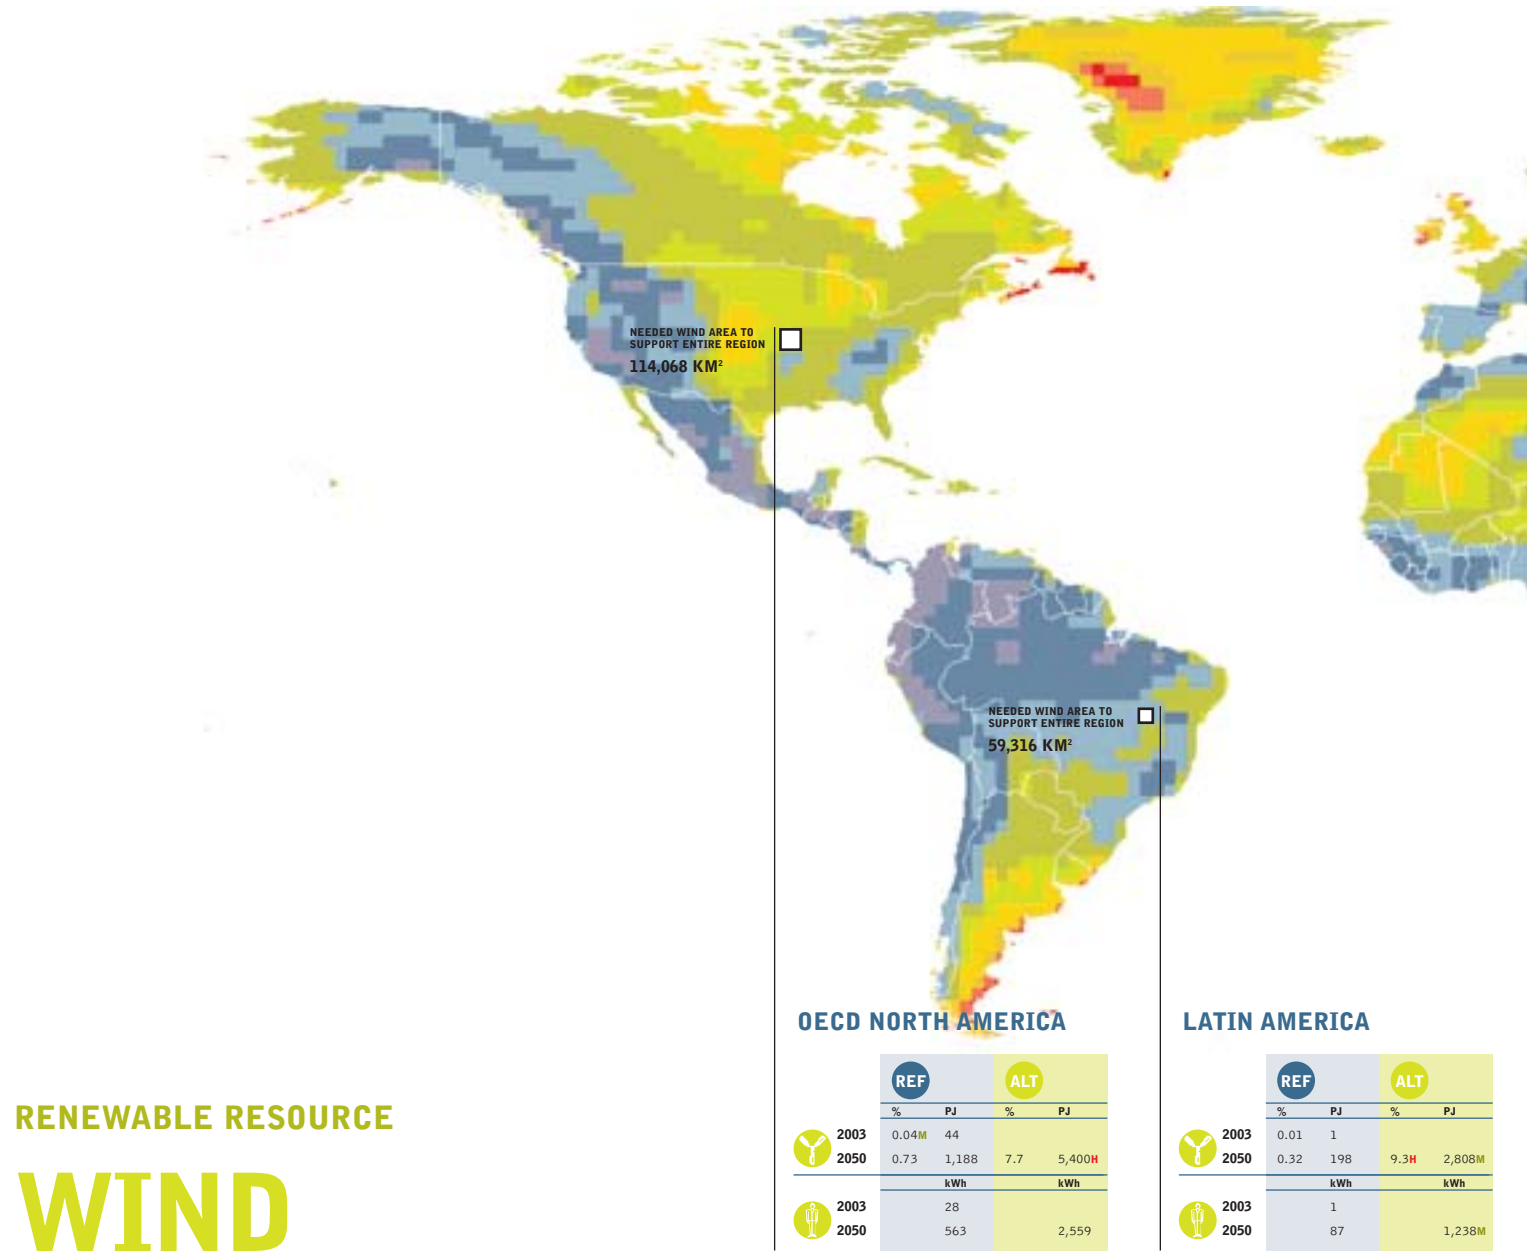 NEEDED WIND AREA TO
SUPPORT ENTIRE REGION
114,068 KM²
NEEDED WIND AREA TO
SUPPORT ENTIRE REGION
59,316 KM²
RENEWABLE RESOURCE
WIND
OECD NORTH AMERICA
REF ALT
% PJ % PJ
2003 0.04M 44
2050 0.73 1,188 7.7 5,400H
kWh kWh
2003 28
2050 563 2,559
LATIN AMERICA
REF ALT
% PJ % PJ
2003 0.01 1
2050 0.32 198 9.3H 2,808M
kWh kWh
2003 1
2050 87 1,238M